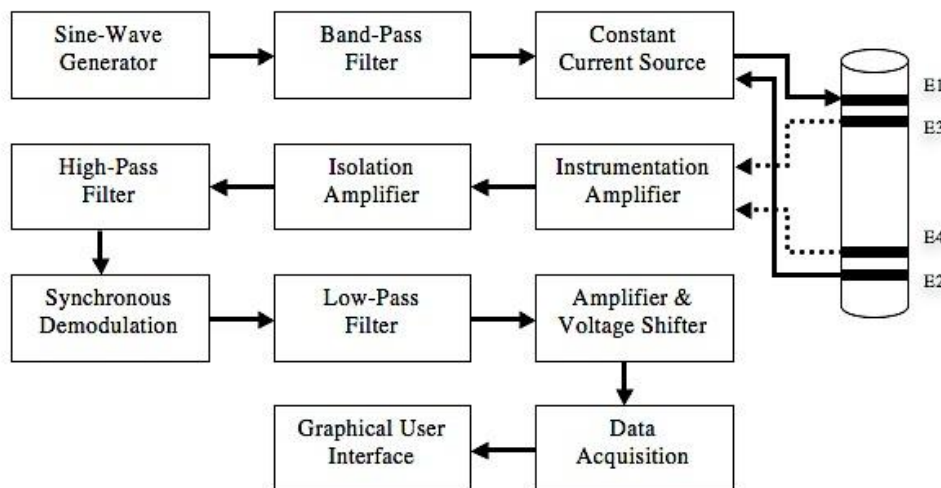 Sine-Wave
Generator
Band-Pass
Filter
Constant
Current Source
E1
E3
High-Pass
Filter
Isolation
Amplifier
Instrumentation
Amplifier
E4
E2
Synchronous
Demodulation
Low-Pass
Filter
Amplifier &
Voltage Shifter
Graphical User
Interface
Data
Acquisition